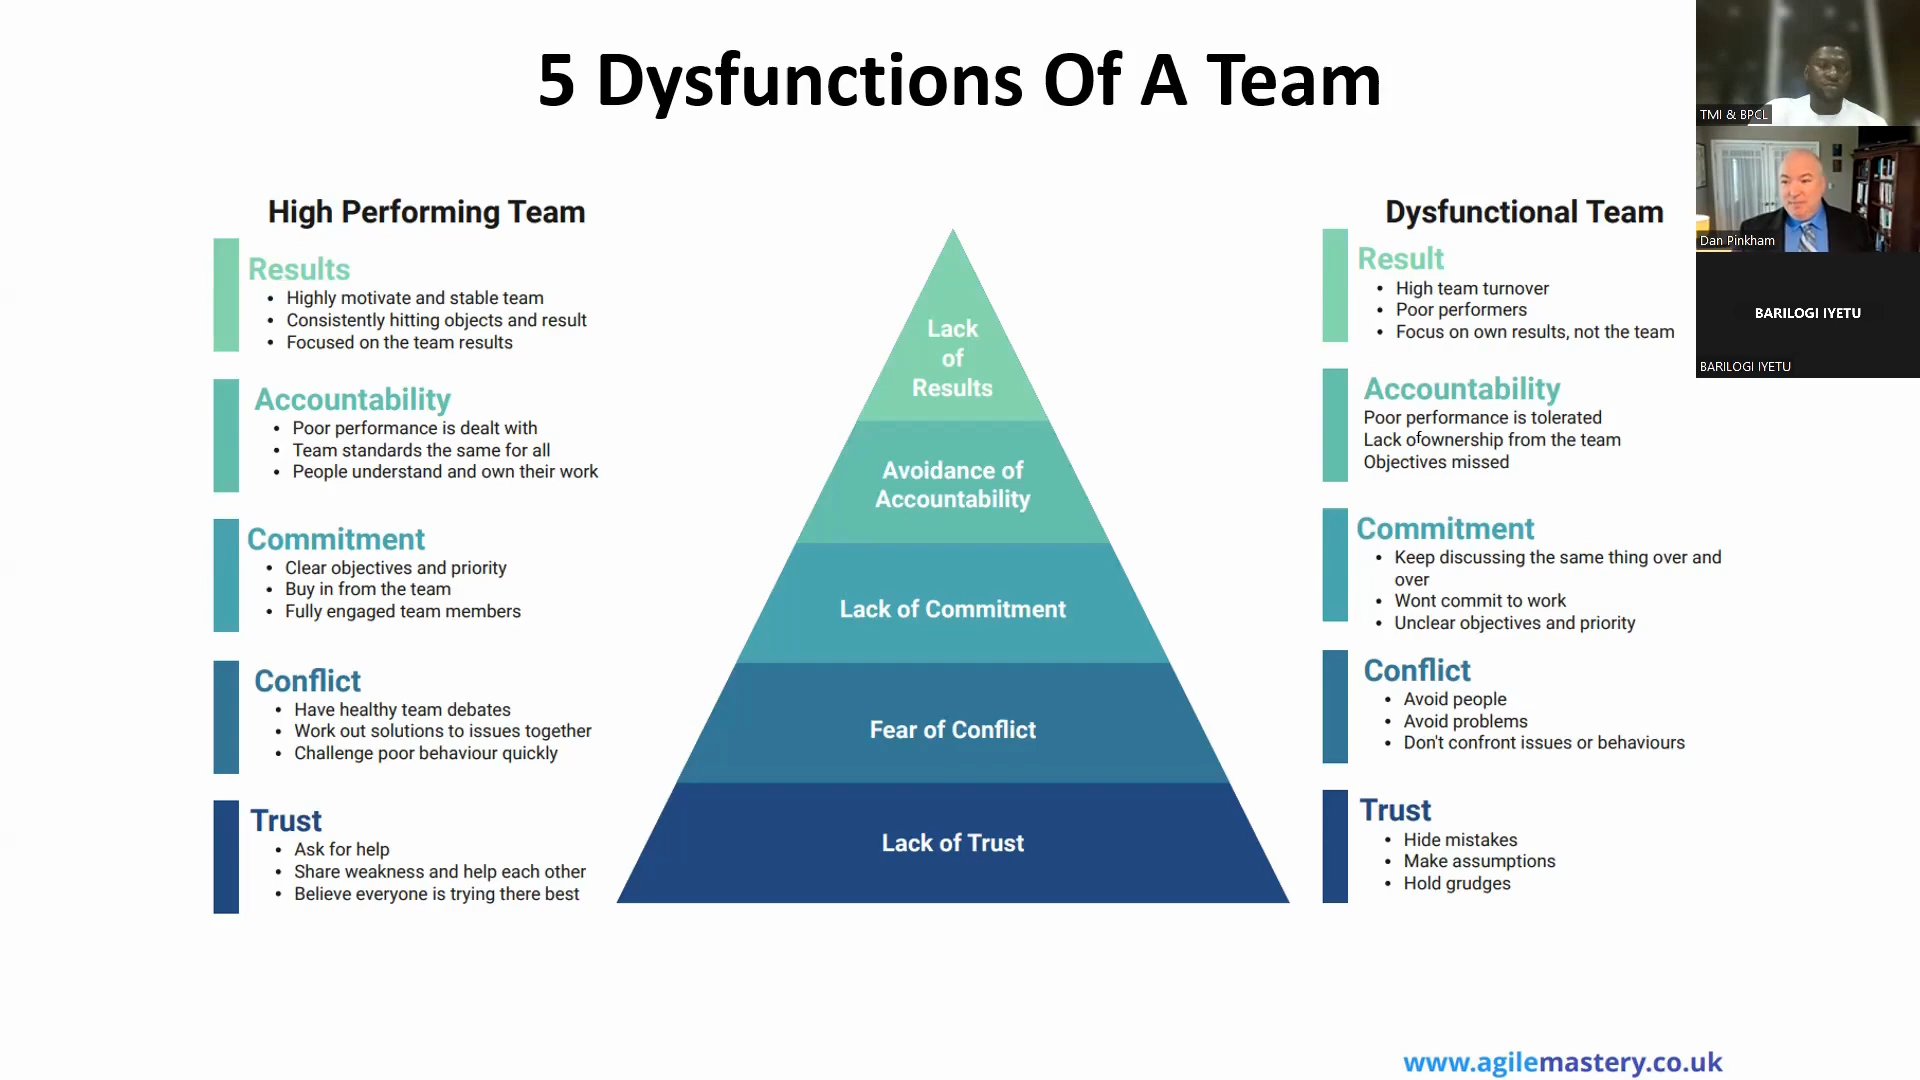 5 Dysfunctions Of A Team
High Performing Team
Results
• Highly motivate and stable team
• Consistently hitting objects and result
• Focused on the team results
Accountability
• Poor performance is dealt with
• Team standards the same for all
• People understand and own their work
Commitment
• Clear objectives and priority
• Buy in from the team
• Fully engaged team members
Conflict
• Have healthy team debates
• Work out solutions to issues together
• Challenge poor behaviour quickly
Trust
• Ask for help
• Share weakness and help each other
• Believe everyone is trying there best
Lack
of
Results
Avoidance of
Accountability
Lack of Commitment
Fear of Conflict
Lack of Trust
Dysfunctional Team
Result
• High team turnover
• Poor performers
• Focus on own results, not the team
Accountability
Poor performance is tolerated
Lack of ownership from the team
Objectives missed
Commitment
• Keep discussing the same thing over and
over
• Wont commit to work
• Unclear objectives and priority
Conflict
• Avoid people
• Avoid problems
• Don't confront issues or behaviours
Trust
• Hide mistakes
• Make assumptions
• Hold grudges
TMI & BPCL
Dan Pinkham
BARILOGI IYETU
BARILOGI IYETU
www.agilemastery.co.uk